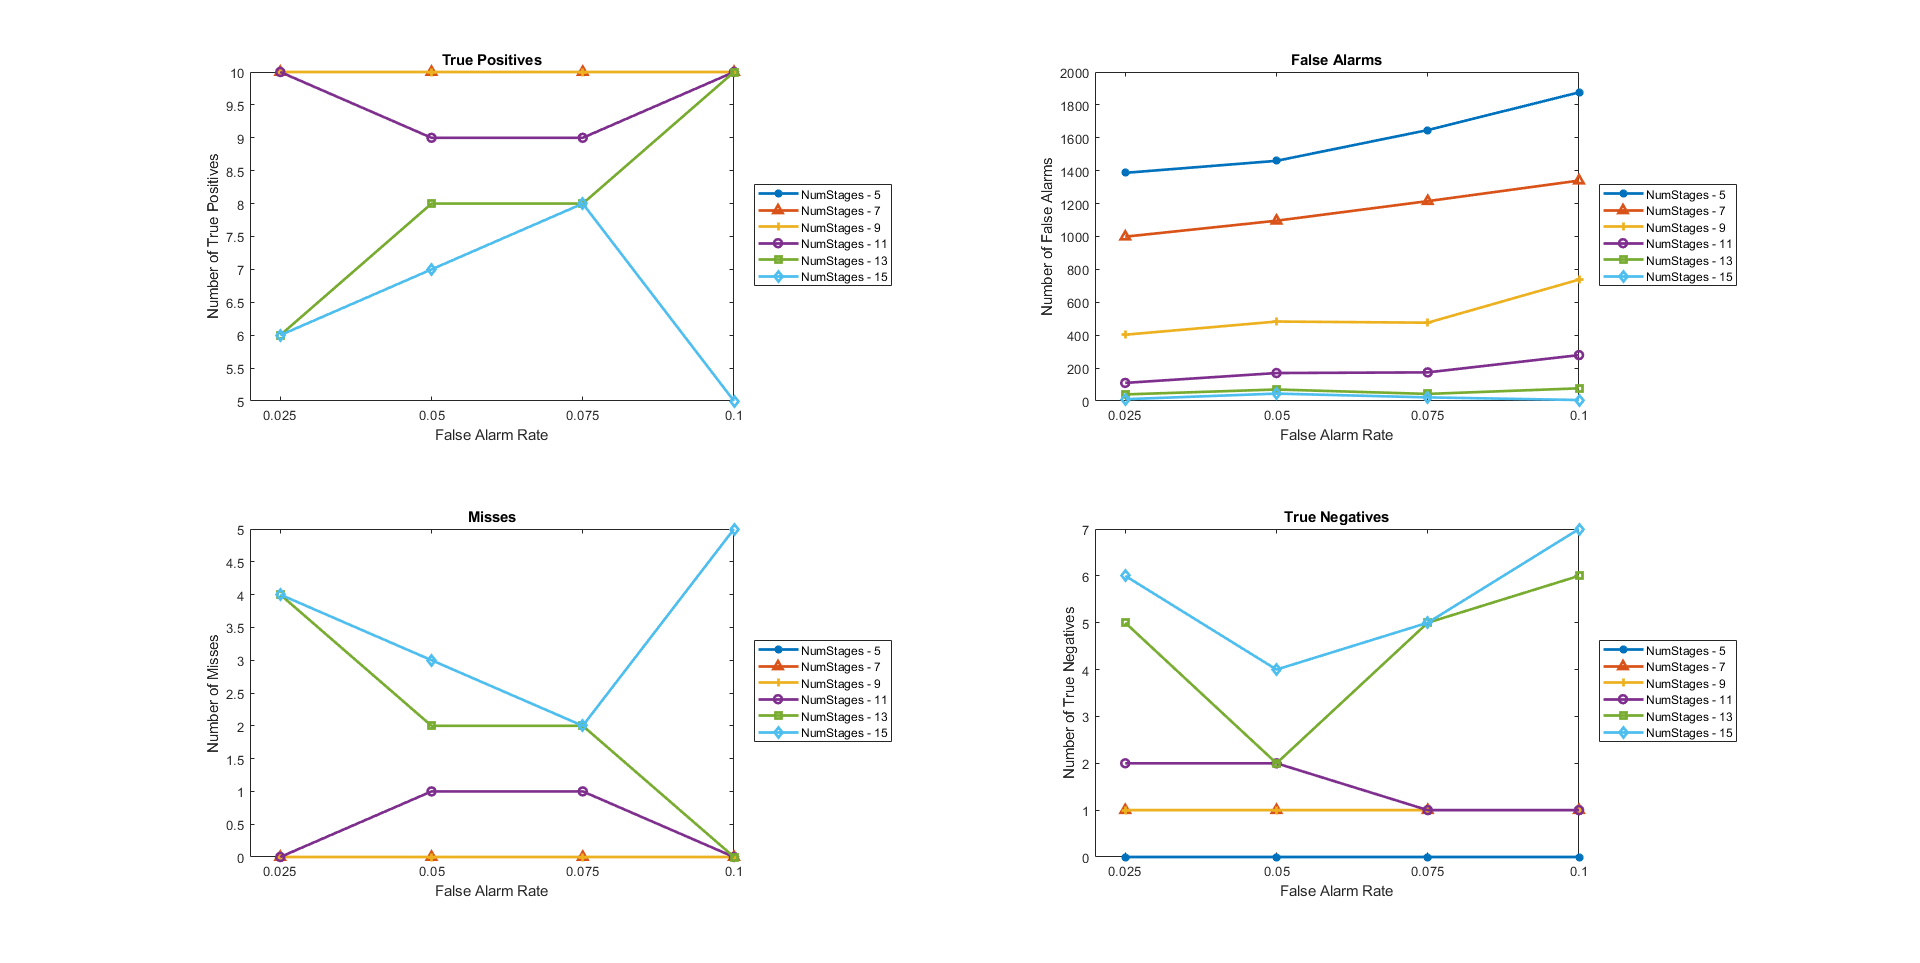 True Positives
10
9.5
9
8.5
8
7.5
7
6.5
6
5.5
5
Number of True Positives
0.025 0.05 0.075 0.1
False Alarm Rate
NumStages - 5
NumStages - 7
NumStages - 9
NumStages - 11
NumStages - 13
NumStages - 15
False Alarms
2000
1800
1600
1400
1200
1000
800
600
400
200
0
Number of False Alarms
0.025 0.05 0.075 0.1
False Alarm Rate
NumStages - 5
NumStages - 7
NumStages - 9
NumStages - 11
NumStages - 13
NumStages - 15
Misses
5
4.5
4
3.5
3
2.5
2
1.5
1
0.5
0
Number of Misses
0.025 0.05 0.075 0.1
False Alarm Rate
NumStages - 5
NumStages - 7
NumStages - 9
NumStages - 11
NumStages - 13
NumStages - 15
True Negatives
7
6
5
4
3
2
1
0
Number of True Negatives
0.025 0.05 0.075 0.1
False Alarm Rate
NumStages - 5
NumStages - 7
NumStages - 9
NumStages - 11
NumStages - 13
NumStages - 15